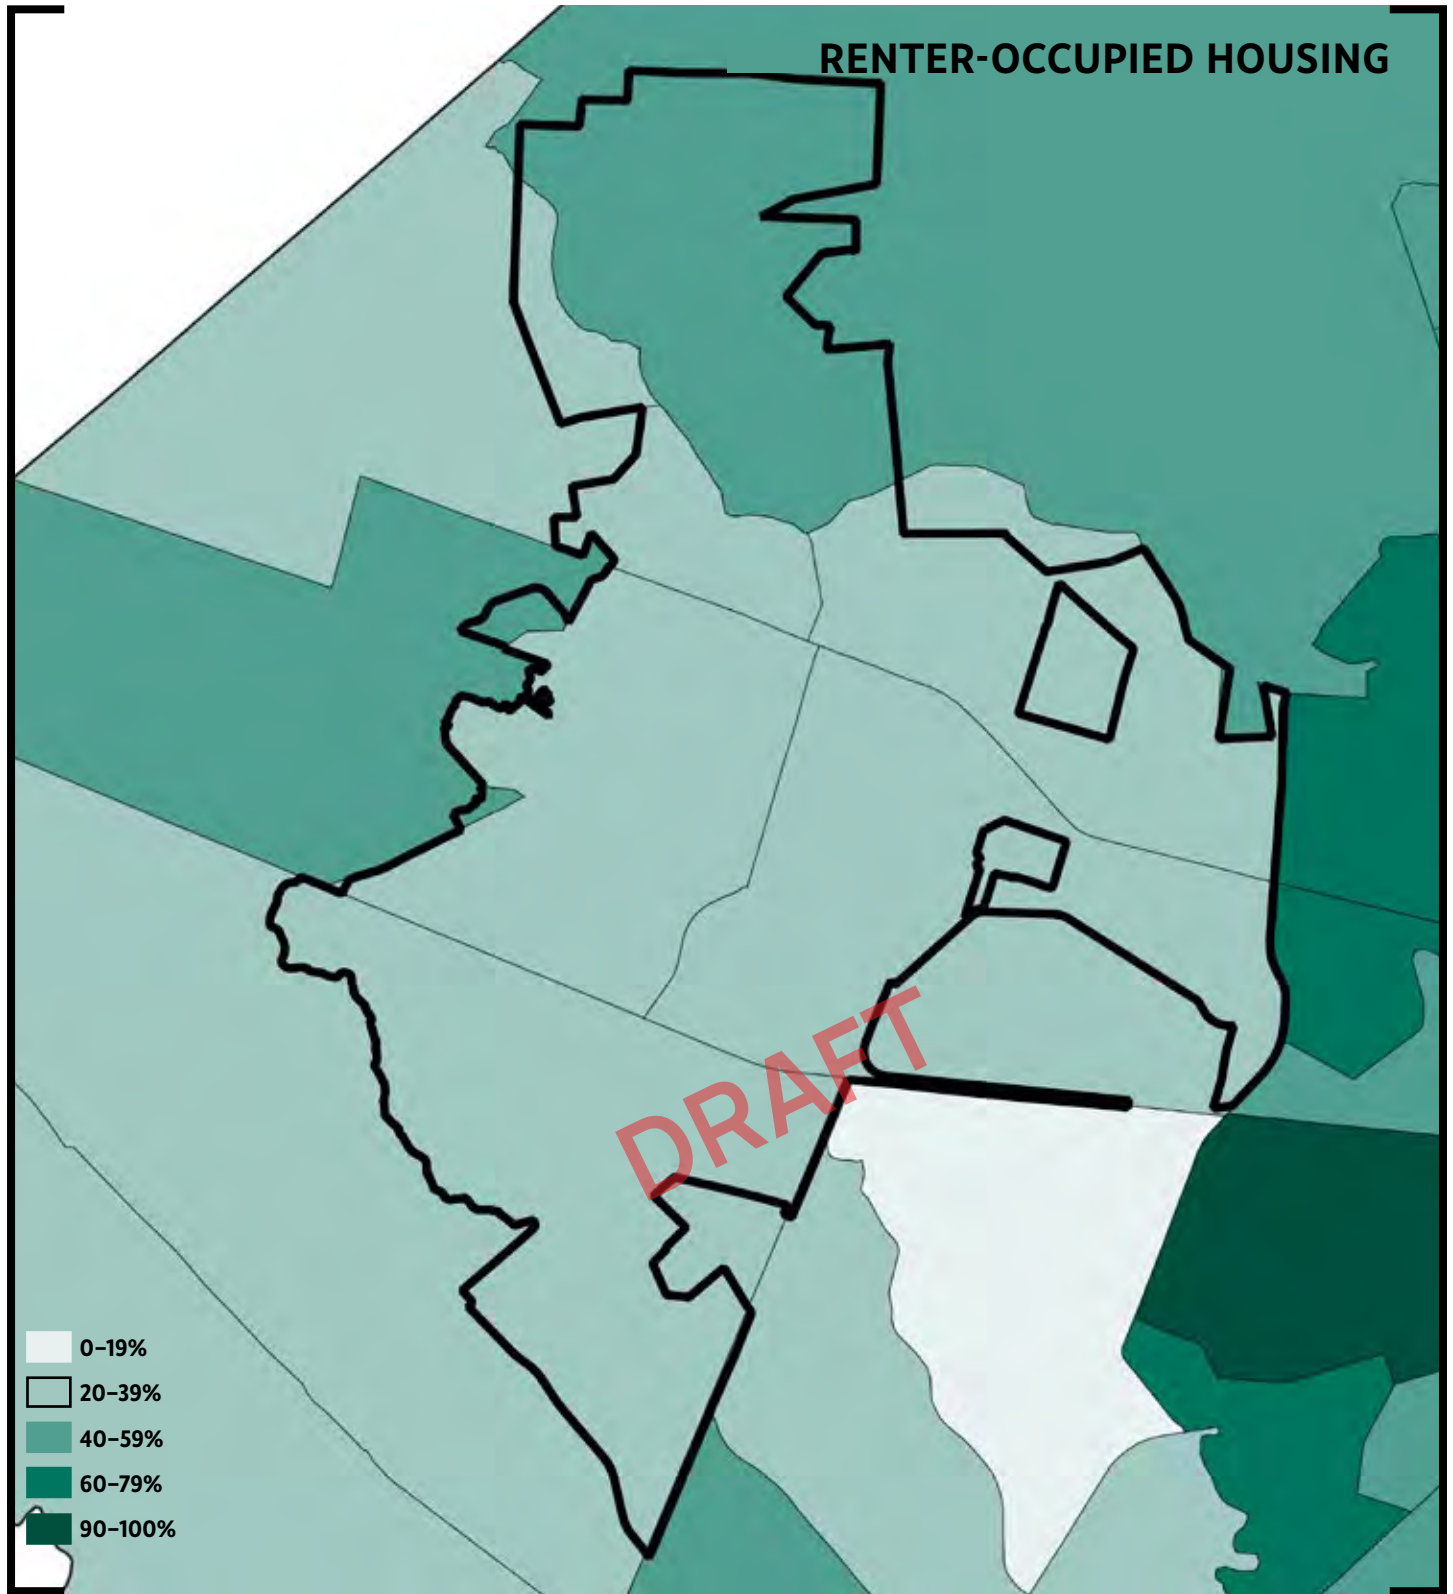 RENTER-OCCUPIED HOUSING
DRAFT
0–19%
20–39%
40–59%
60–79%
90–100%